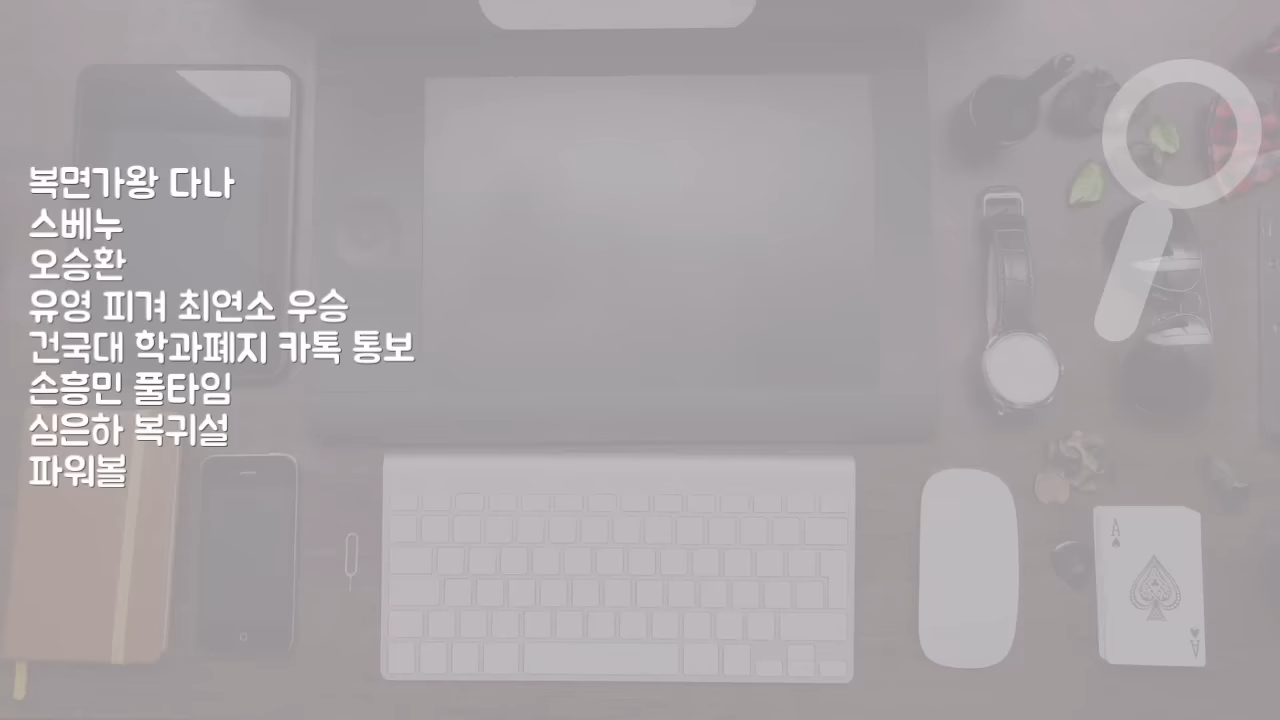 복면가왕 다나
스베누
오승환
유영 피겨 최연소 우승
건국대 학과폐지 카톡 통보
손흥민 풀타임
심은하 복귀설
파워볼
A
A